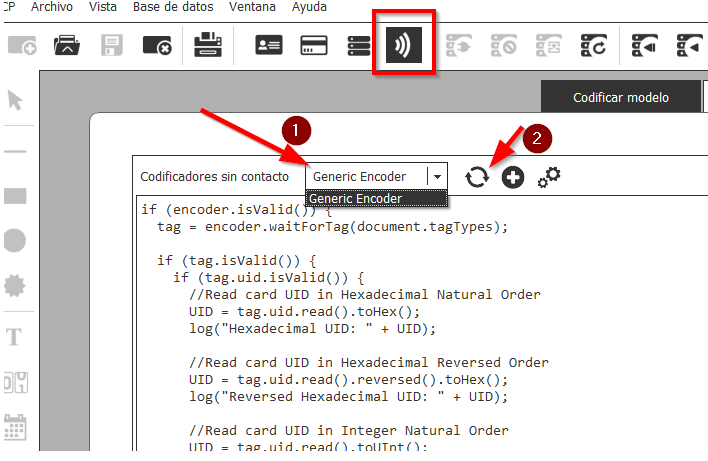 CP Archivo Vista Base de datos Ventana Ayuda
Codificar modelo
1
2
Codificadores sin contacto Generic Encoder
Generic Encoder
if (encoder.isValid()) {
tag = encoder.waitForTag(document.tagTypes);
if (tag.isValid()) {
if (tag.uid.isValid()) {
//Read card UID in Hexadecimal Natural Order
UID = tag.uid.read().toHex();
log("Hexadecimal UID: " + UID);
//Read card UID in Hexadecimal Reversed Order
UID = tag.uid.read().reversed().toHex();
log("Reversed Hexadecimal UID: " + UID);
//Read card UID in Integer Natural Order
UID = tag.uid.read().toUInt();
T